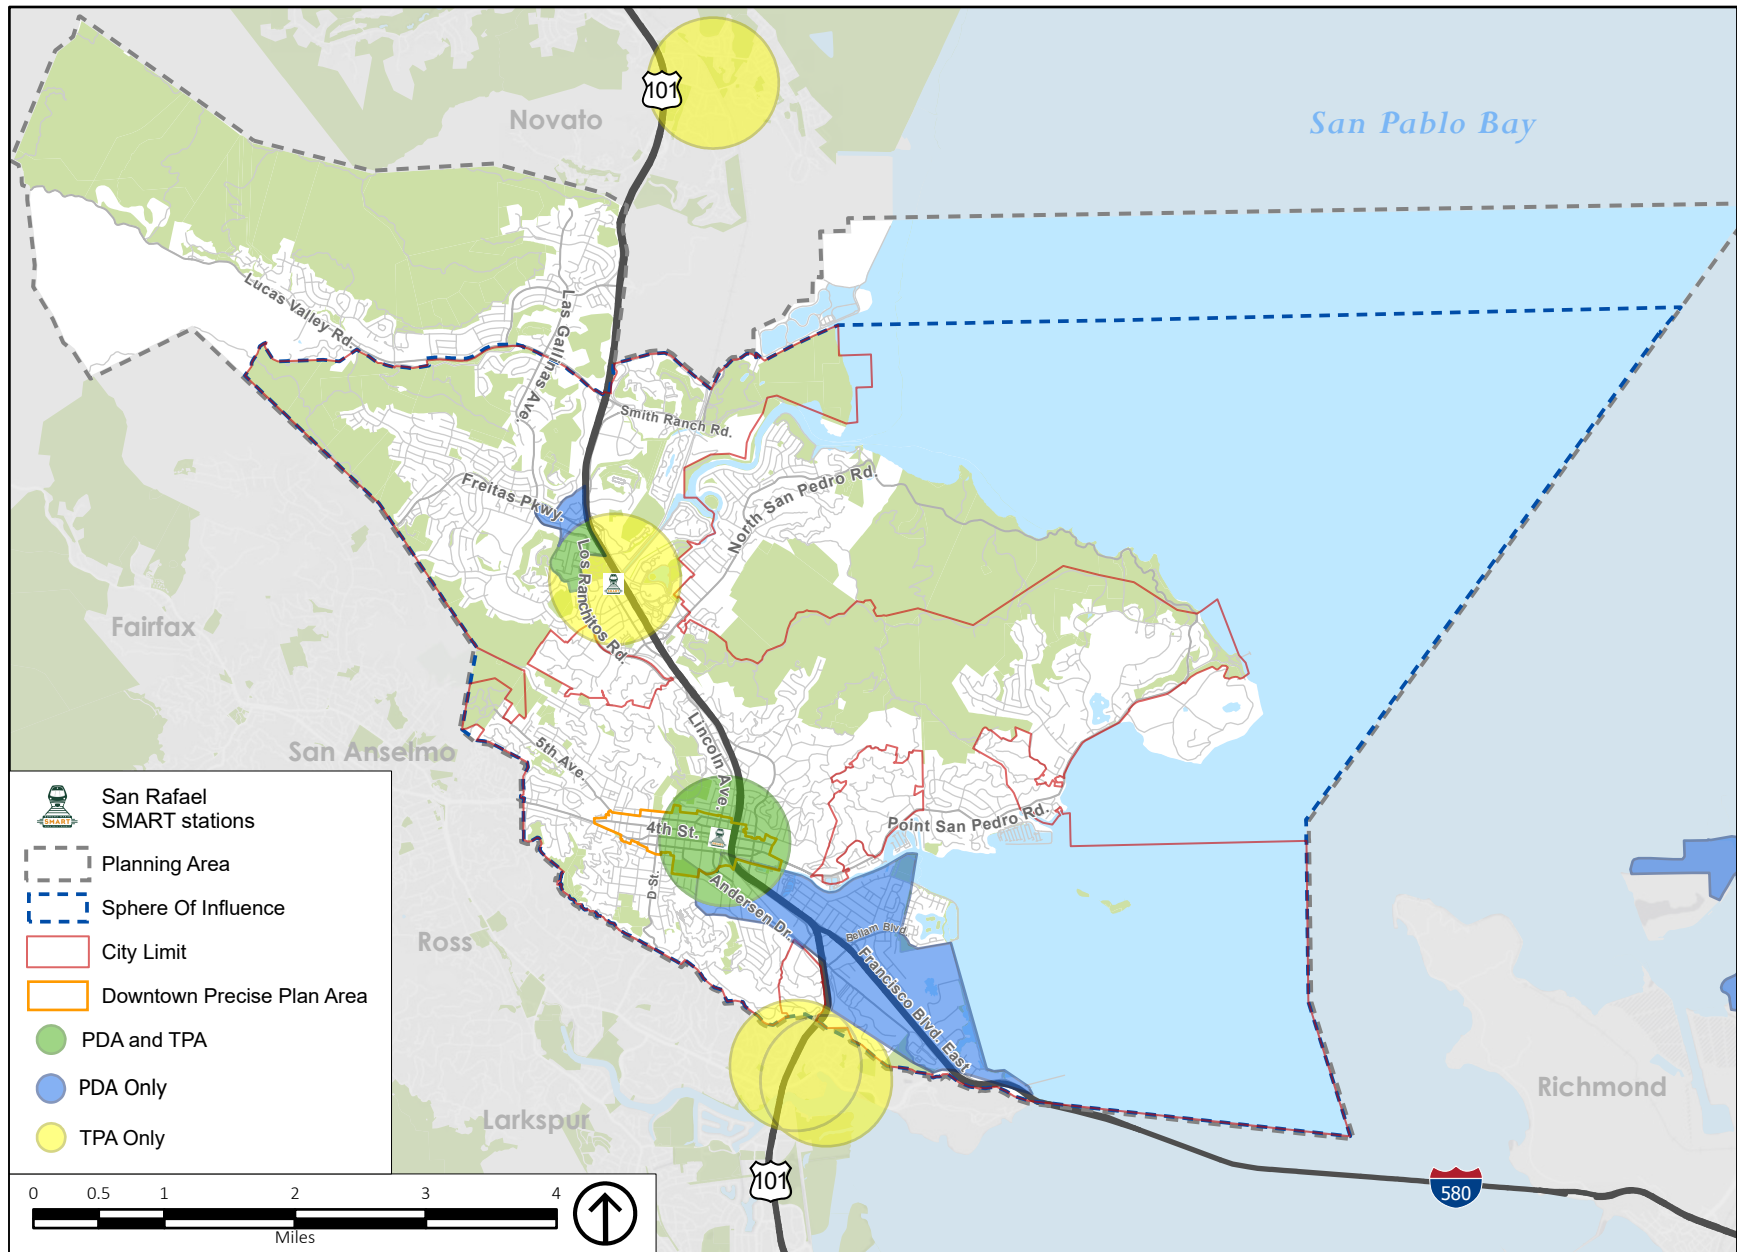 101
Novato
San Pablo Bay
Lucas Valley Rd.
Las Gallinas Ave.
Smith Ranch Rd.
Freitas Pkwy.
North San Pedro Rd.
Los Ranchitos Rd.
Fairfax
San Anselmo
Lincoln Ave.
5th Ave.
4th St.
Point San Pedro Rd.
D St.
Andersen Dr.
Bellam Blvd
Francisco Blvd. East
Ross
Larkspur
Richmond
101
580
SMART
San Rafael
SMART stations
Planning Area
Sphere Of Influence
City Limit
Downtown Precise Plan Area
PDA and TPA
PDA Only
TPA Only
0 0.5 1 2 3 4
Miles